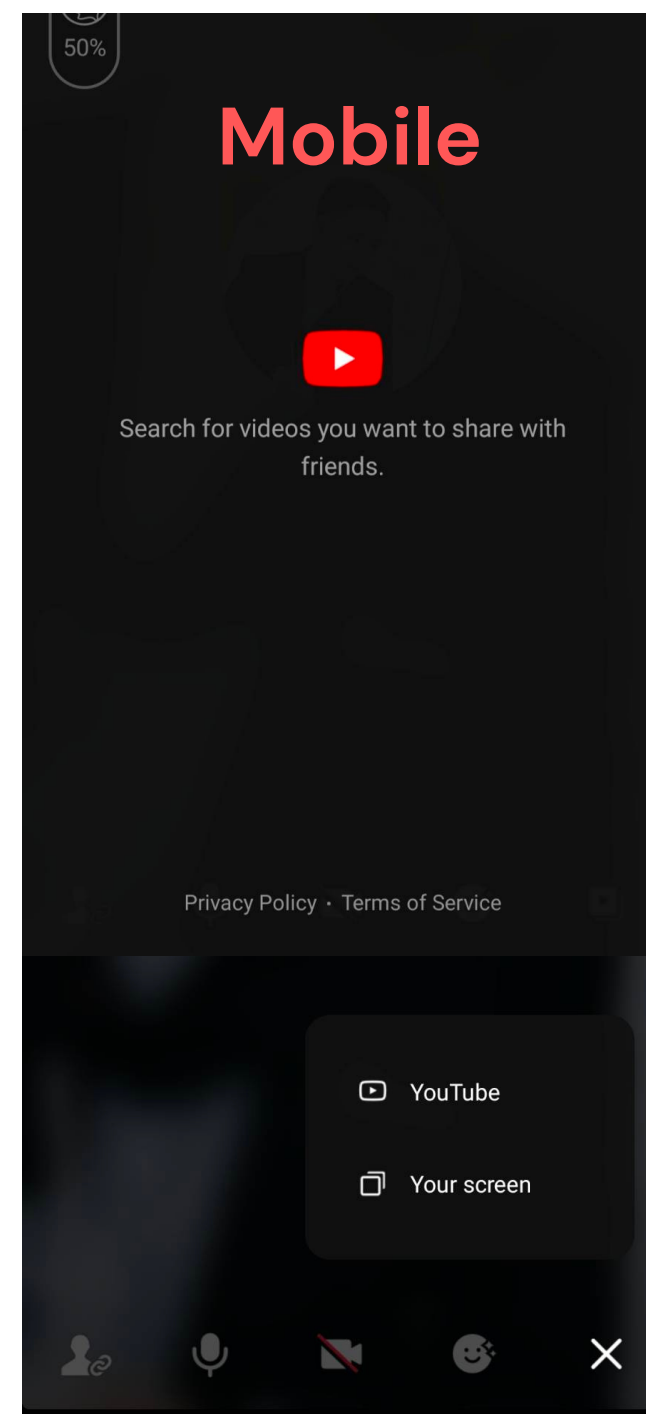 50%
Mobile
Search for videos you want to share with
friends.
Privacy Policy • Terms of Service
YouTube
Your screen